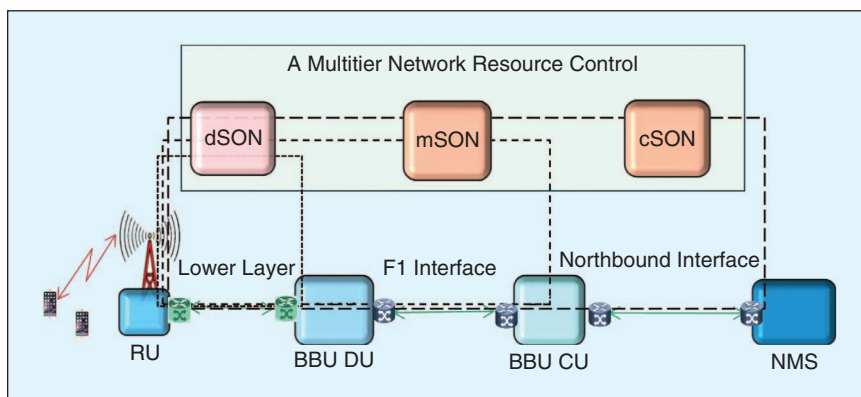 A Multitier Network Resource Control
dSON
mSON
cSON
Lower Layer
F1 Interface
Northbound Interface
RU
BBU DU
BBU CU
NMS